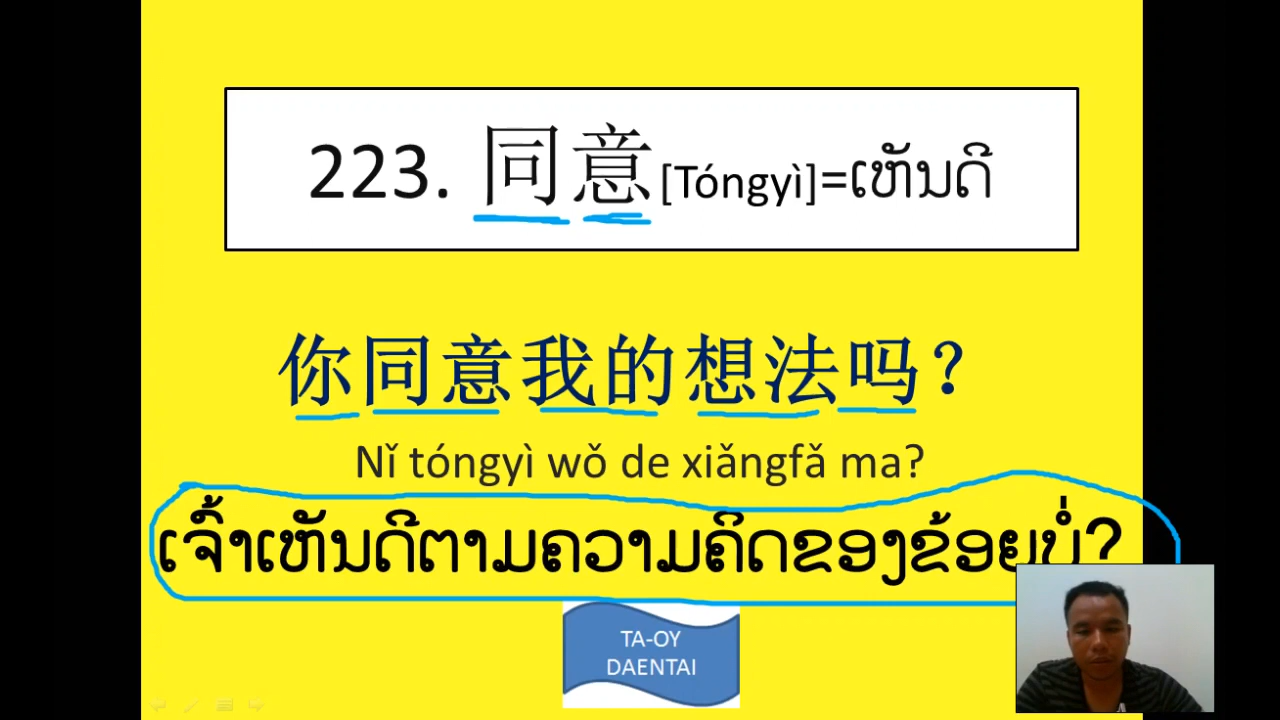 223. 同意[Tóngyì]=ເຫັນດີ
你同意我的想法吗？
Nǐ tóngyì wǒ de xiǎngfǎ ma?
ເຈົ້າເຫັນດີຕາມຄວາມຄິດຂອງຂ້ອຍບໍ່?
TA-OY
DAENTAI